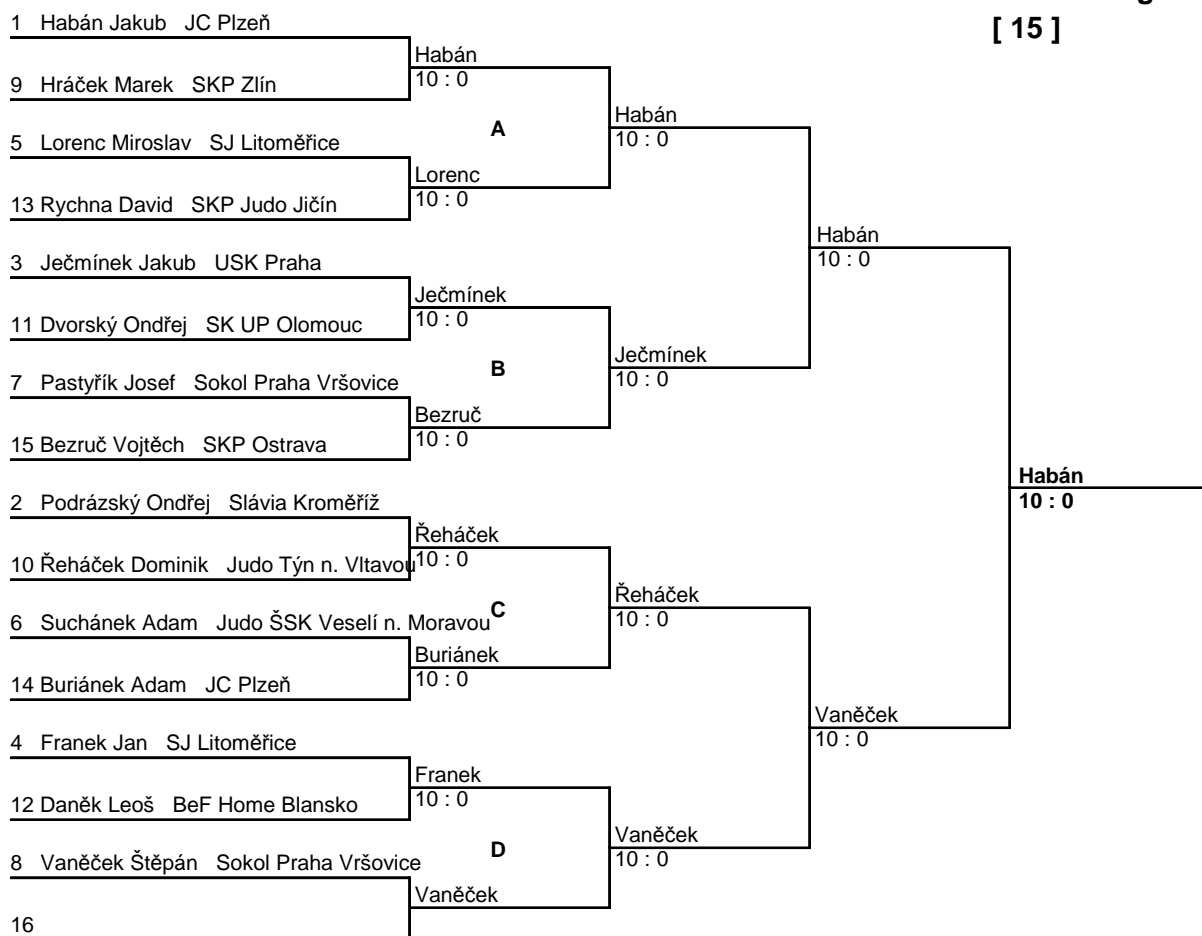 g
[ 15 ]
1 Habán Jakub JC Plzeň
Habán
10 : 0
9 Hráček Marek SKP Zlín
Habán
10 : 0
A
5 Lorenc Miroslav SJ Litoměřice
Lorenc
10 : 0
13 Rychna David SKP Judo Jičín
Habán
10 : 0
3 Ječmínek Jakub USK Praha
Ječmínek
10 : 0
11 Dvorský Ondřej SK UP Olomouc
Ječmínek
10 : 0
B
7 Pastyřík Josef Sokol Praha Vršovice
Bezruč
10 : 0
15 Bezruč Vojtěch SKP Ostrava
Habán
10 : 0
2 Podrázský Ondřej Slávia Kroměříž
Řeháček
10 : 0
10 Řeháček Dominik Judo Týn n. Vltavou
Řeháček
10 : 0
C
6 Suchánek Adam Judo ŠSK Veselí n. Moravou
Buriánek
10 : 0
14 Buriánek Adam JC Plzeň
Vaněček
10 : 0
4 Franek Jan SJ Litoměřice
Franek
10 : 0
12 Daněk Leoš BeF Home Blansko
Vaněček
10 : 0
D
8 Vaněček Štěpán Sokol Praha Vršovice
Vaněček
16